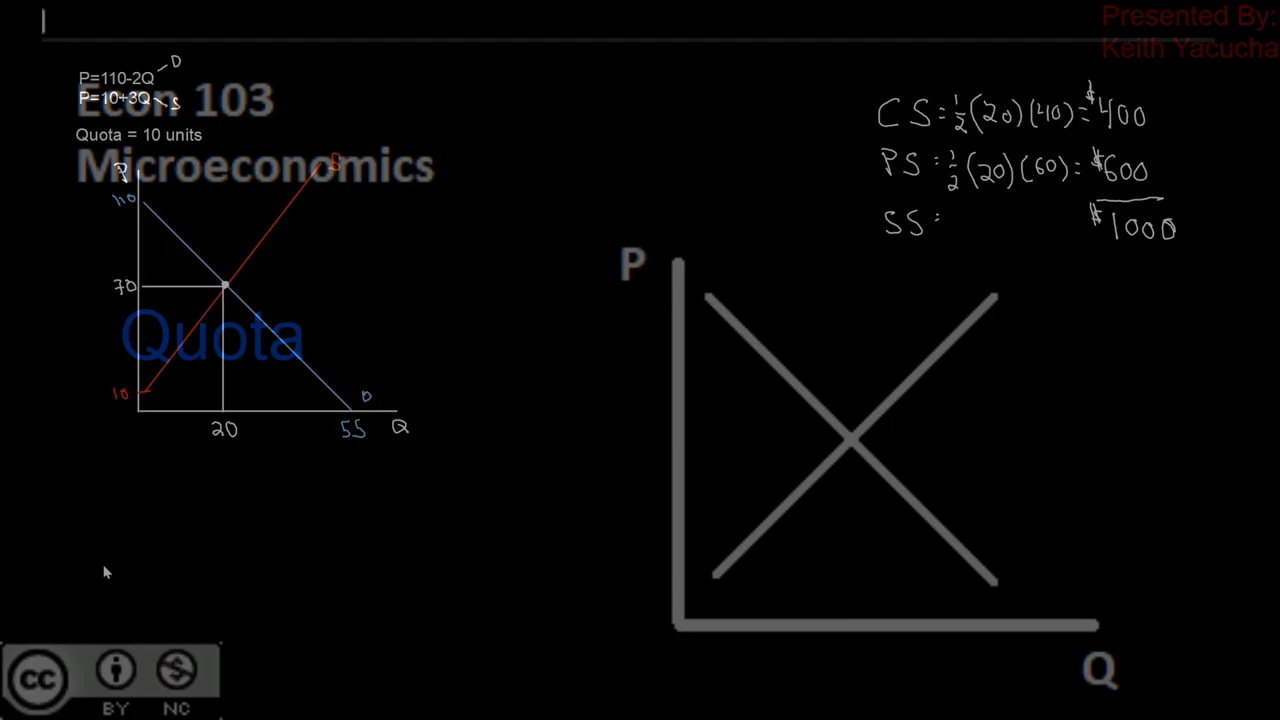 Presented By:
Keith Yacucha
P=110-2Q D
P=10+3Q S
Econ 103
Quota = 10 units
Microeconomics
P
S
110
70
Quota
10
D
20
55
Q
CS = 1/2 (20)(40) = $400
PS = 1/2 (20)(60) = $600
SS = $1000
P
Q
CC
BY NC